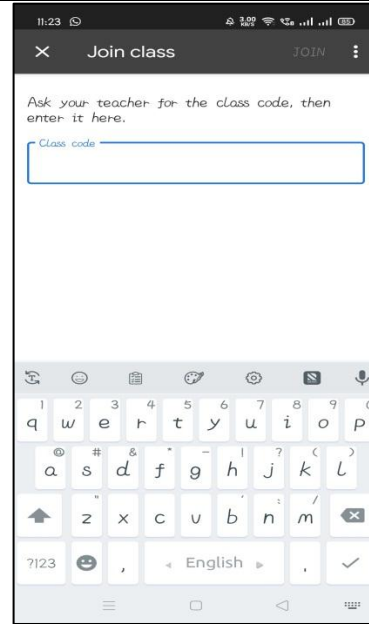 11:23 3.00 KB/S 85
Join class JOIN
Ask your teacher for the class code, then
enter it here.
Class code
1 2 3 4 5 6 7 8 9
q w e r t y u i o p
@ # & * - ! ? ( )
a s d f g h j k l
" ' : /
z x c v b n m
?123 , English .